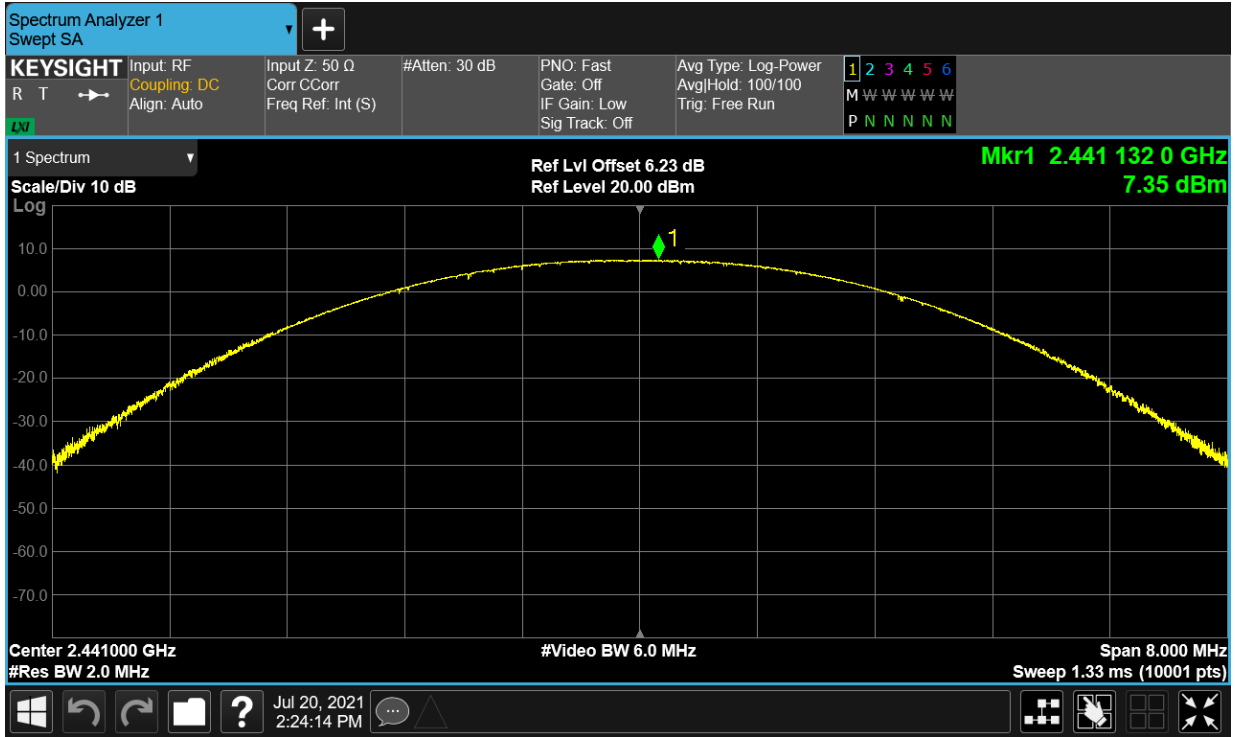 Spectrum Analyzer 1
Swept SA
KEYSIGHT
R T
LXI
Input: RF
Coupling: DC
Align: Auto
Input Z: 50 Ω
Corr CCorr
Freq Ref: Int (S)
#Atten: 30 dB
PNO: Fast
Gate: Off
IF Gain: Low
Sig Track: Off
Avg Type: Log-Power
Avg|Hold: 100/100
Trig: Free Run
1 2 3 4 5 6
M W W W W W
P N N N N N
1 Spectrum
Scale/Div 10 dB
Ref Lvl Offset 6.23 dB
Ref Level 20.00 dBm
Mkr1 2.441 132 0 GHz
7.35 dBm
Log
1
10.0
0.00
-10.0
-20.0
-30.0
-40.0
-50.0
-60.0
-70.0
Center 2.441000 GHz
#Res BW 2.0 MHz
#Video BW 6.0 MHz
Span 8.000 MHz
Sweep 1.33 ms (10001 pts)
?
Jul 20, 2021
2:24:14 PM